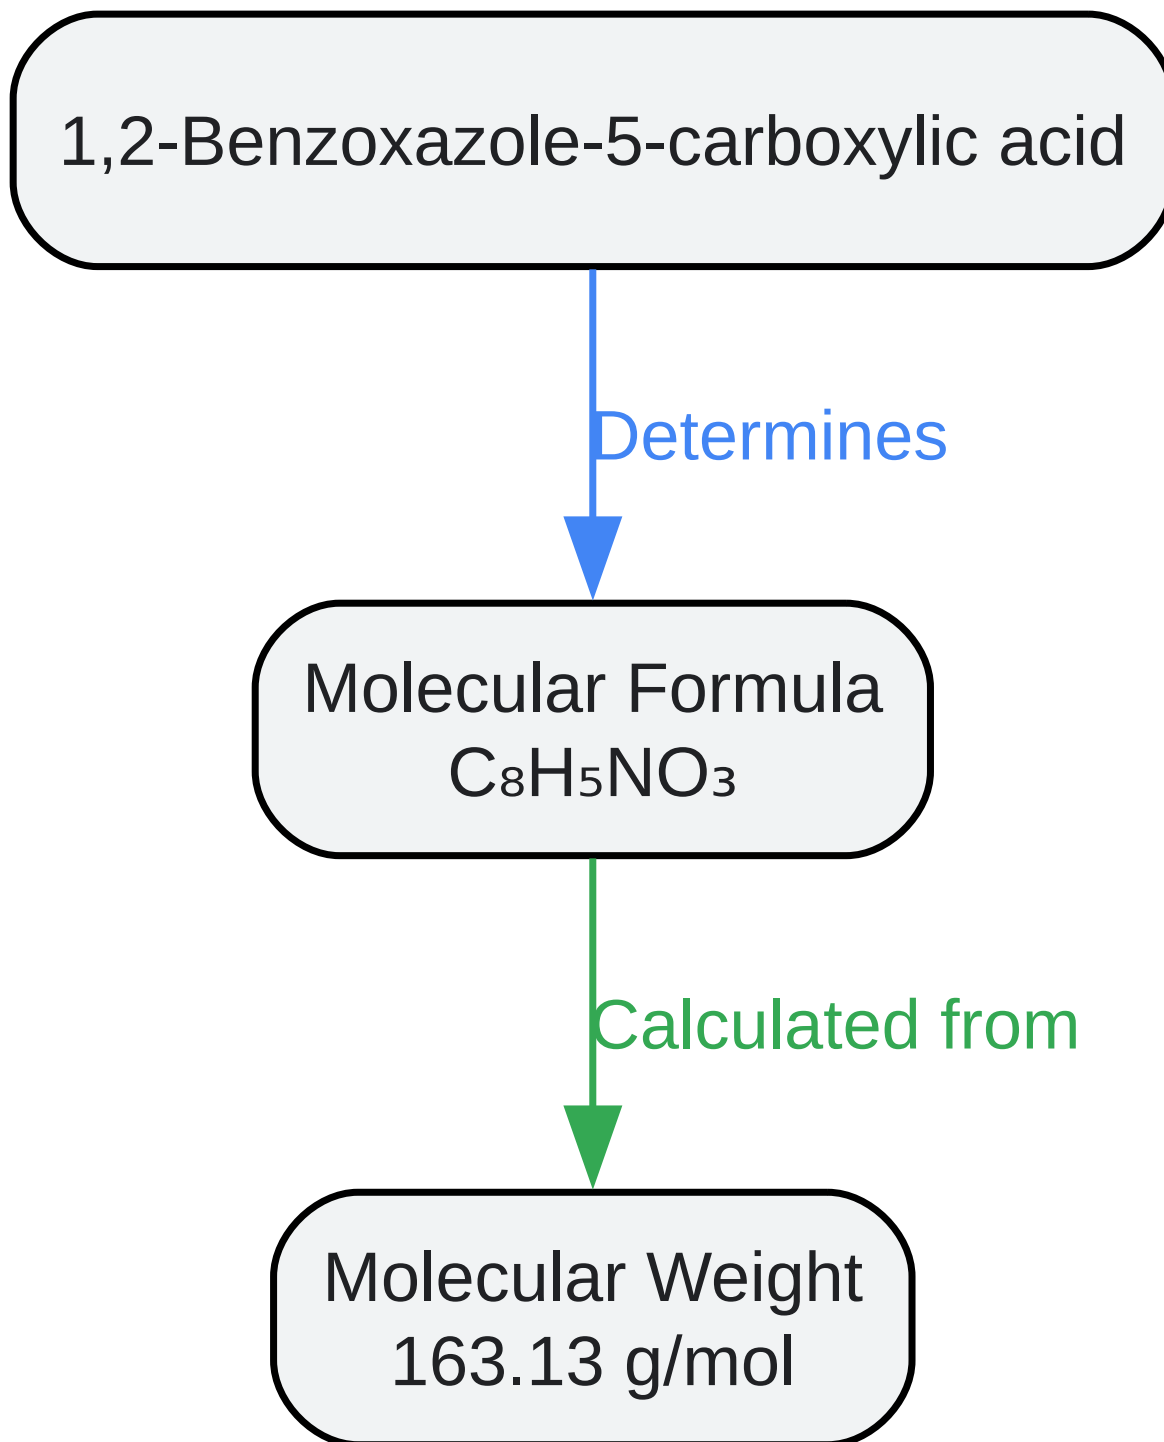 1,2-Benzoxazole-5-carboxylic acid
Determines
Molecular Formula
C₈H₅NO₃
Calculated from
Molecular Weight
163.13 g/mol